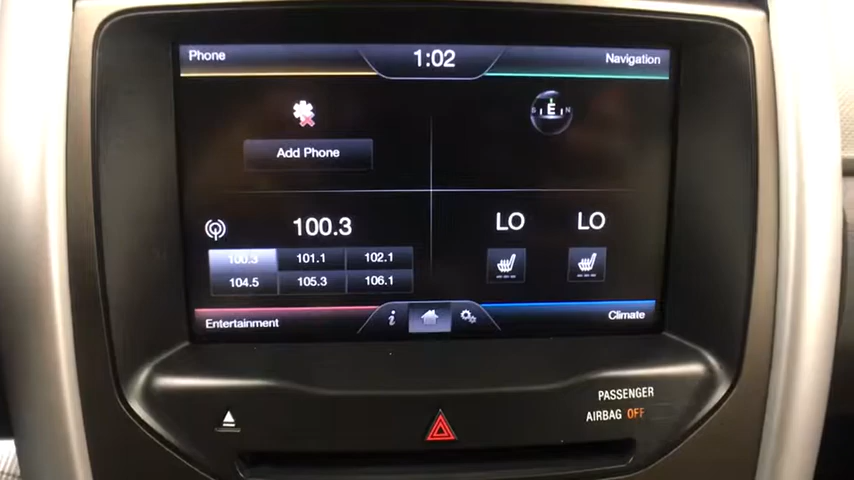 Phone
1:02
Navigation
E
N
Add Phone
100.3
LO
LO
100.3
101.1
102.1
104.5
105.3
106.1
Entertainment
i
Climate
PASSENGER
AIRBAG OFF